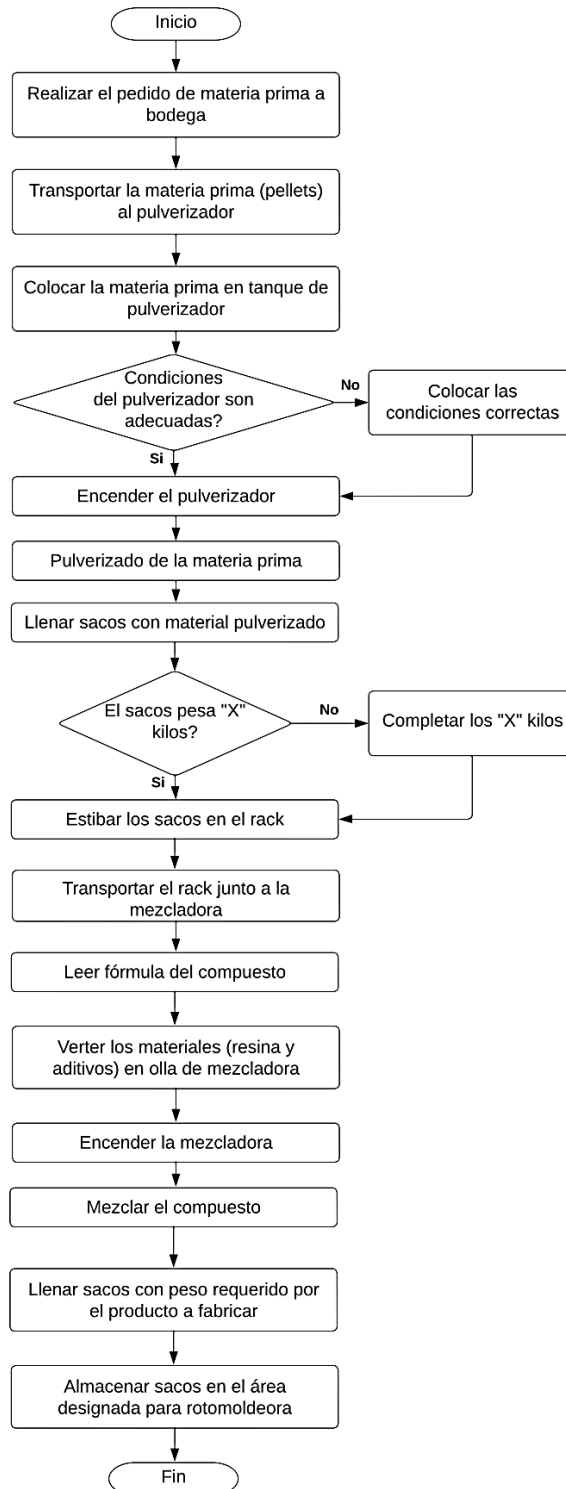 Inicio
Realizar el pedido de materia prima a
bodega
Transportar la materia prima (pellets)
al pulverizador
Colocar la materia prima en tanque de
pulverizador
Condiciones
del pulverizador son
adecuadas?
No
Colocar las
condiciones correctas
Si
Encender el pulverizador
Pulverizado de la materia prima
Llenar sacos con material pulverizado
El sacos pesa "X"
kilos?
No
Completar los "X" kilos
Si
Estibar los sacos en el rack
Transportar el rack junto a la
mezcladora
Leer fórmula del compuesto
Verter los materiales (resina y
aditivos) en olla de mezcladora
Encender la mezcladora
Mezclar el compuesto
Llenar sacos con peso requerido por
el producto a fabricar
Almacenar sacos en el área
designada para rotomoldeora
Fin